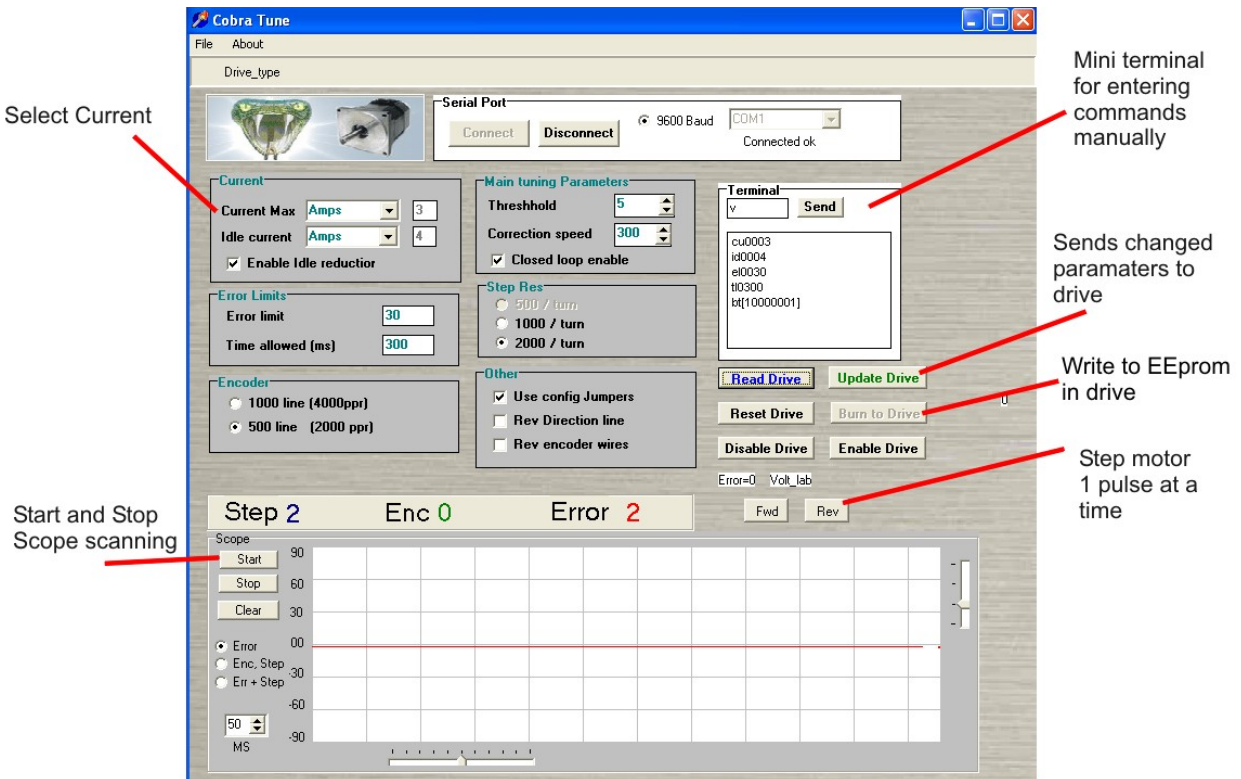 Cobra Tune
File About
Drive_type
Select Current
Mini terminal
for entering
commands
manually
Serial Port
Connect Disconnect 9600 Baud COM1
Connected ok
Current
Current Max Amps 3
Idle current Amps 4
Enable Idle reductior
Main tuning Parameters
Threshhold 5
Correction speed 300
Closed loop enable
Terminal
v Send
cu0003
id0004
el0030
tl0300
bt[10000001]
Sends changed
paramaters to
drive
Error Limits
Error limit 30
Time allowed (ms) 300
Step Res
500 / turn
1000 / turn
2000 / turn
Encoder
1000 line (4000ppr)
500 line (2000 ppr)
Other
Use config Jumpers
Rev Direction line
Rev encoder wires
Read Drive Update Drive
Reset Drive Burn to Drive
Disable Drive Enable Drive
Write to EEprom
in drive
0
Error=0 Volt_lab
Step motor
1 pulse at a
time
Step 2 Enc 0 Error 2
Fwd Rev
Start and Stop
Scope scanning
Scope
Start
Stop
Clear
90
60
30
00
-30
-60
-90
Error
Enc, Step
Err + Step
50
MS